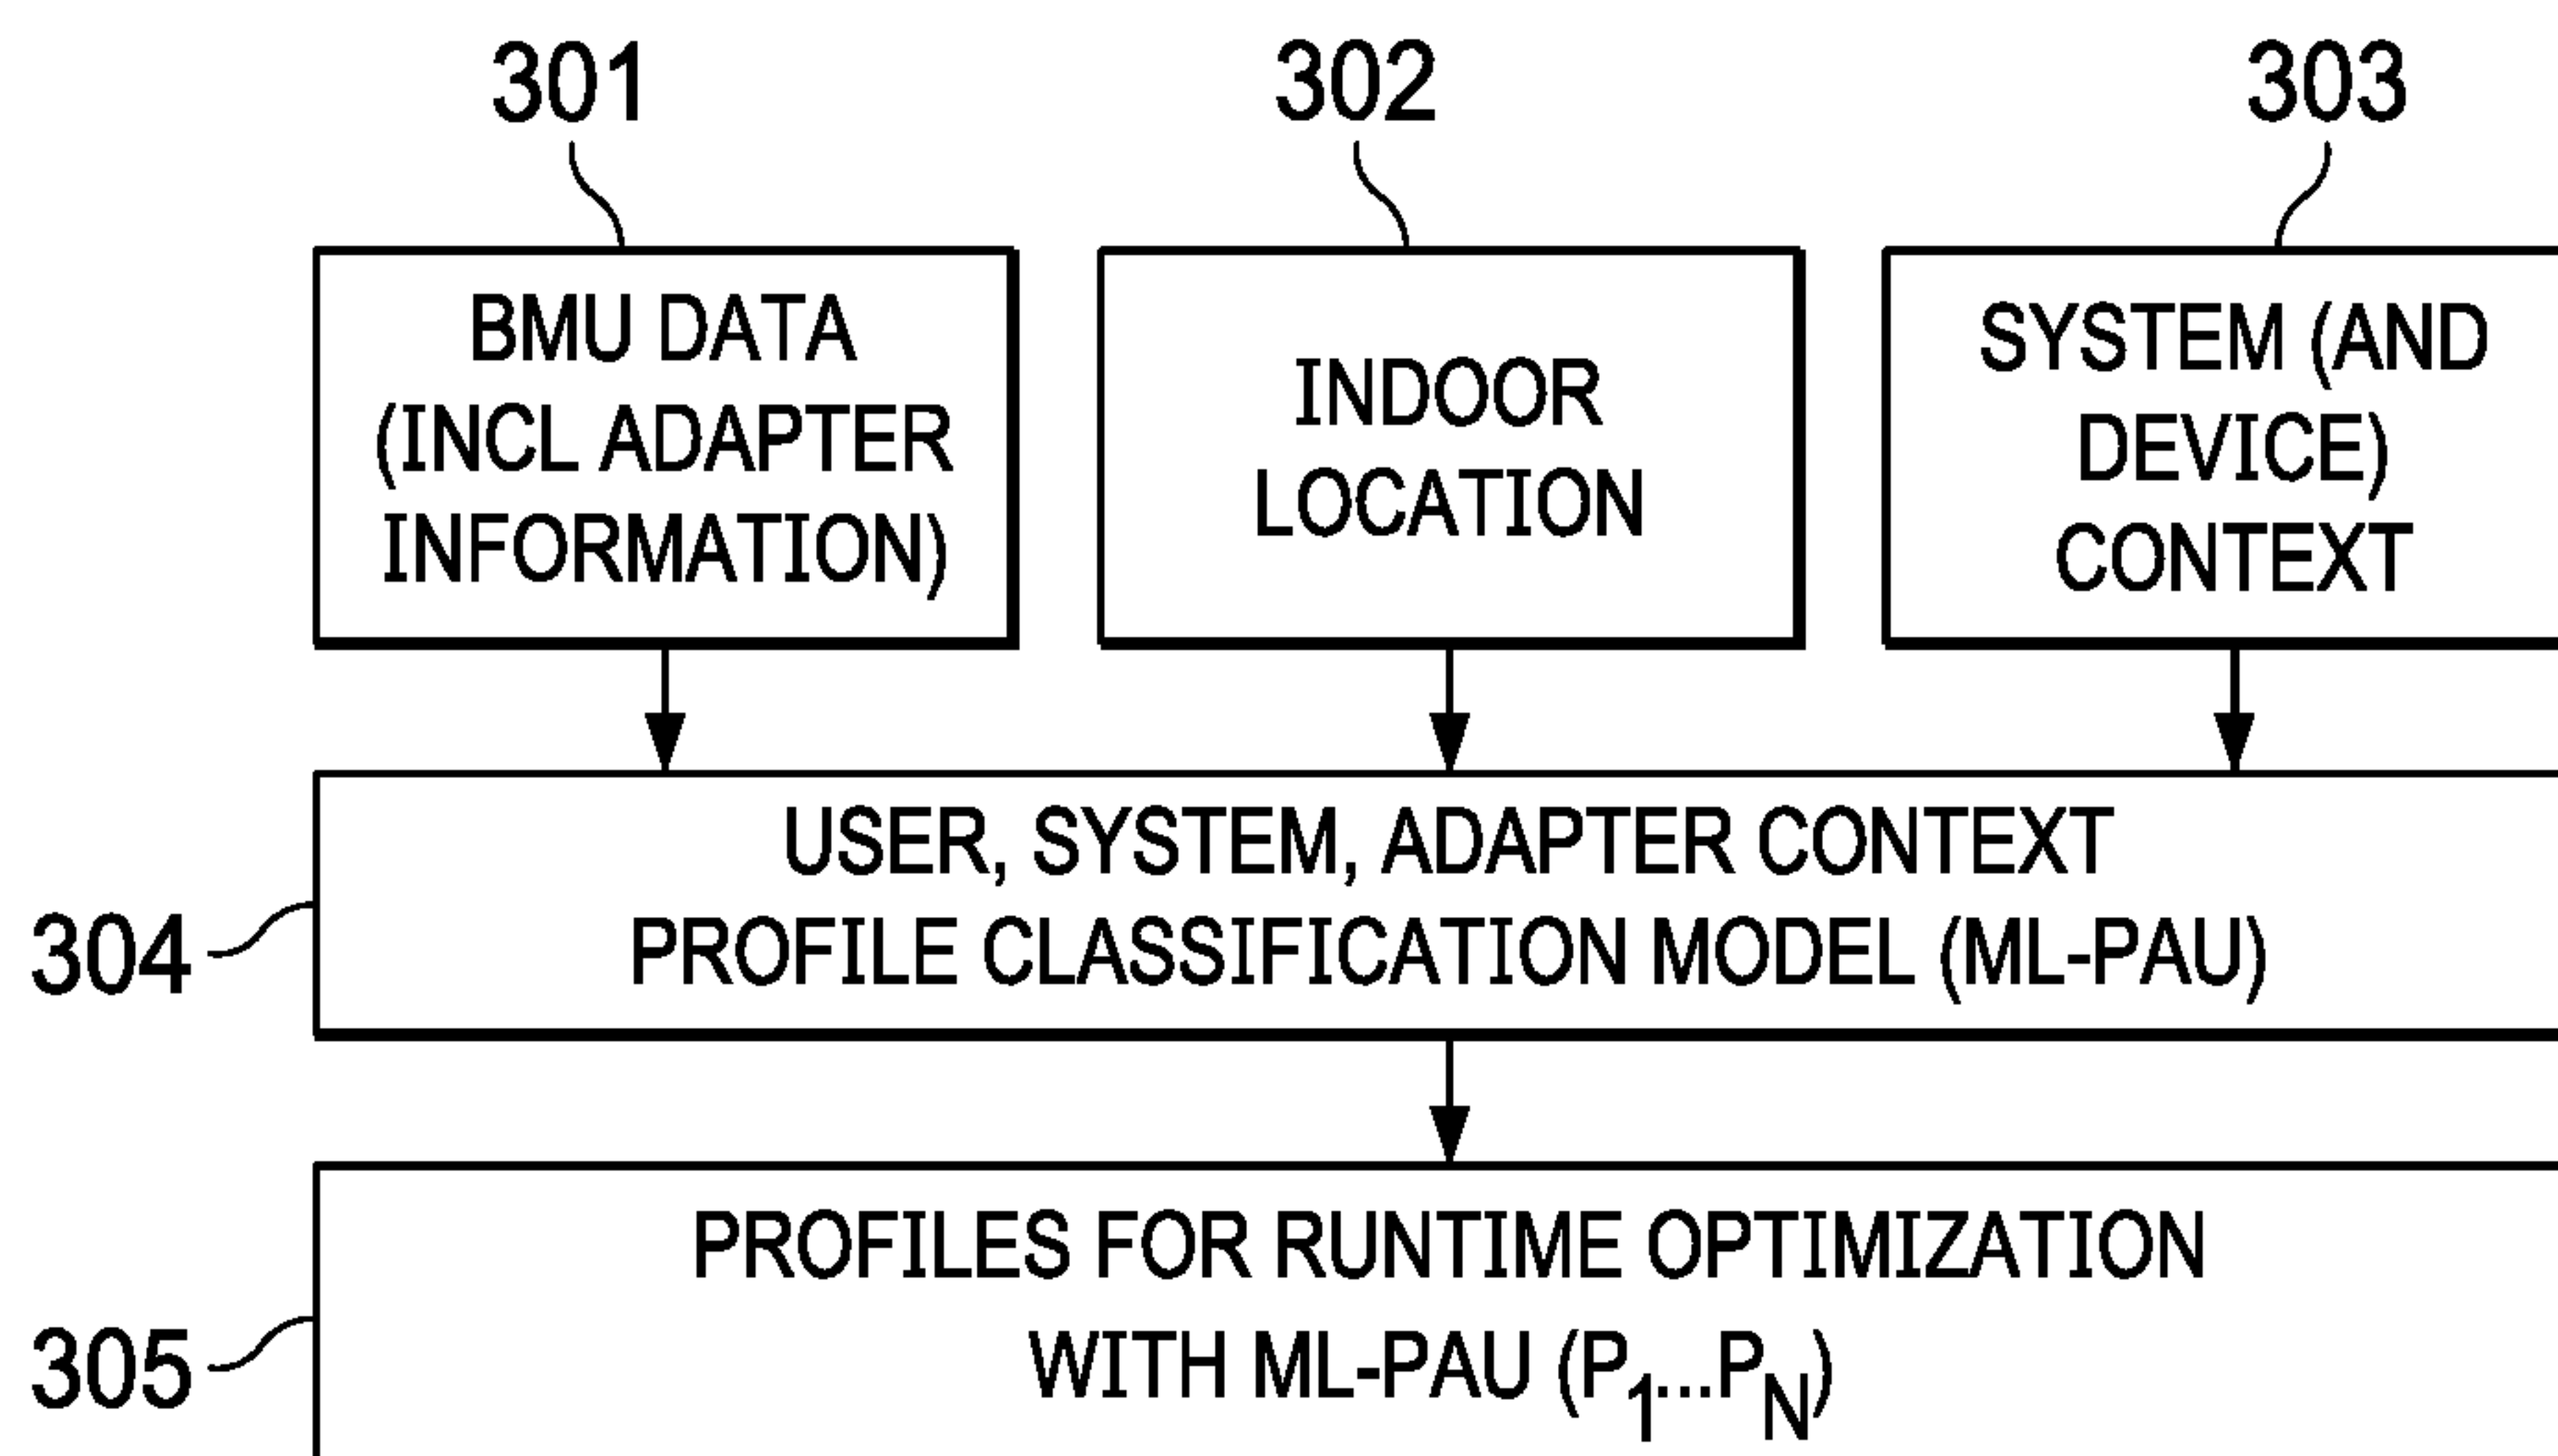 301
302
303
BMU DATA
(INCL ADAPTER
INFORMATION)
INDOOR
LOCATION
SYSTEM (AND
DEVICE)
CONTEXT
304
USER, SYSTEM, ADAPTER CONTEXT
PROFILE CLASSIFICATION MODEL (ML-PAU)
305
PROFILES FOR RUNTIME OPTIMIZATION
WITH ML-PAU (P1...PN)